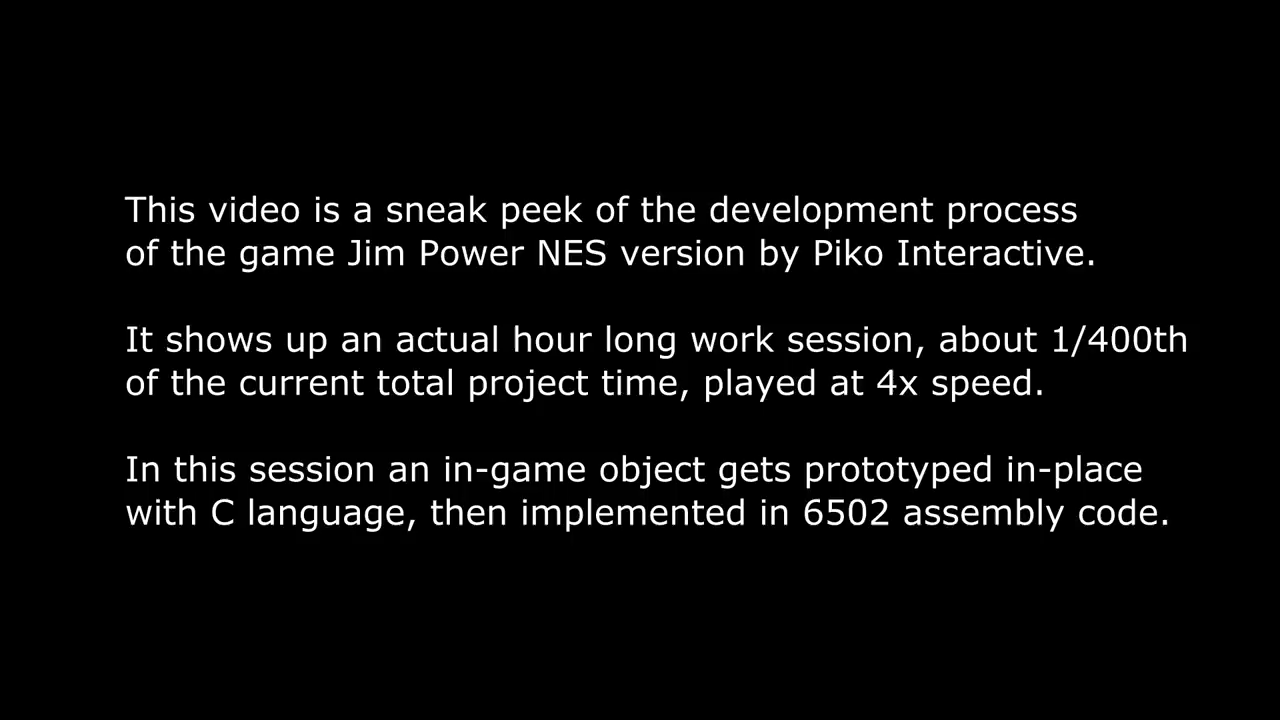 This video is a sneak peek of the development process
of the game Jim Power NES version by Piko Interactive.
It shows up an actual hour long work session, about 1/400th
of the current total project time, played at 4x speed.
In this session an in-game object gets prototyped in-place
with C language, then implemented in 6502 assembly code.